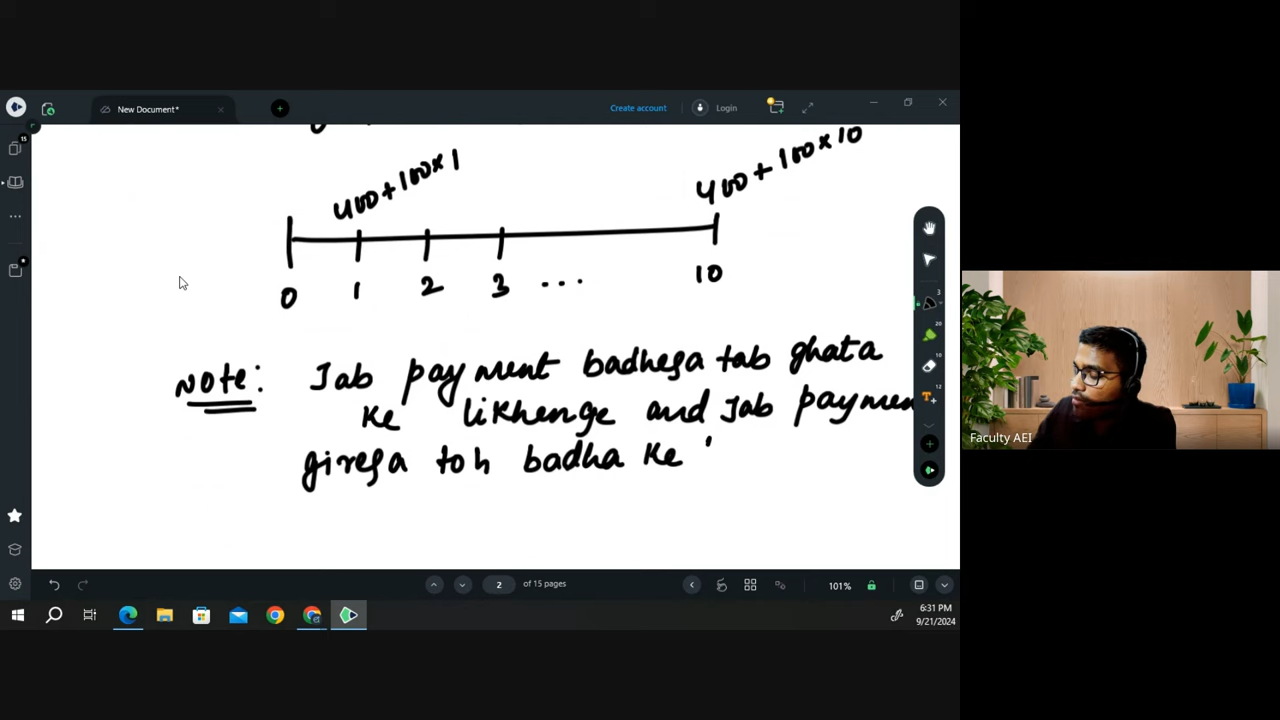 New Document*
Create account
Login
400+100×1
400+100×10
0
1
2
3
...
10
Note: Jab payment badhega tab ghata
ke likhenge and Jab paymen
girega toh badha ke
Faculty AEI
2 of 15 pages
101%
6:31 PM
9/21/2024